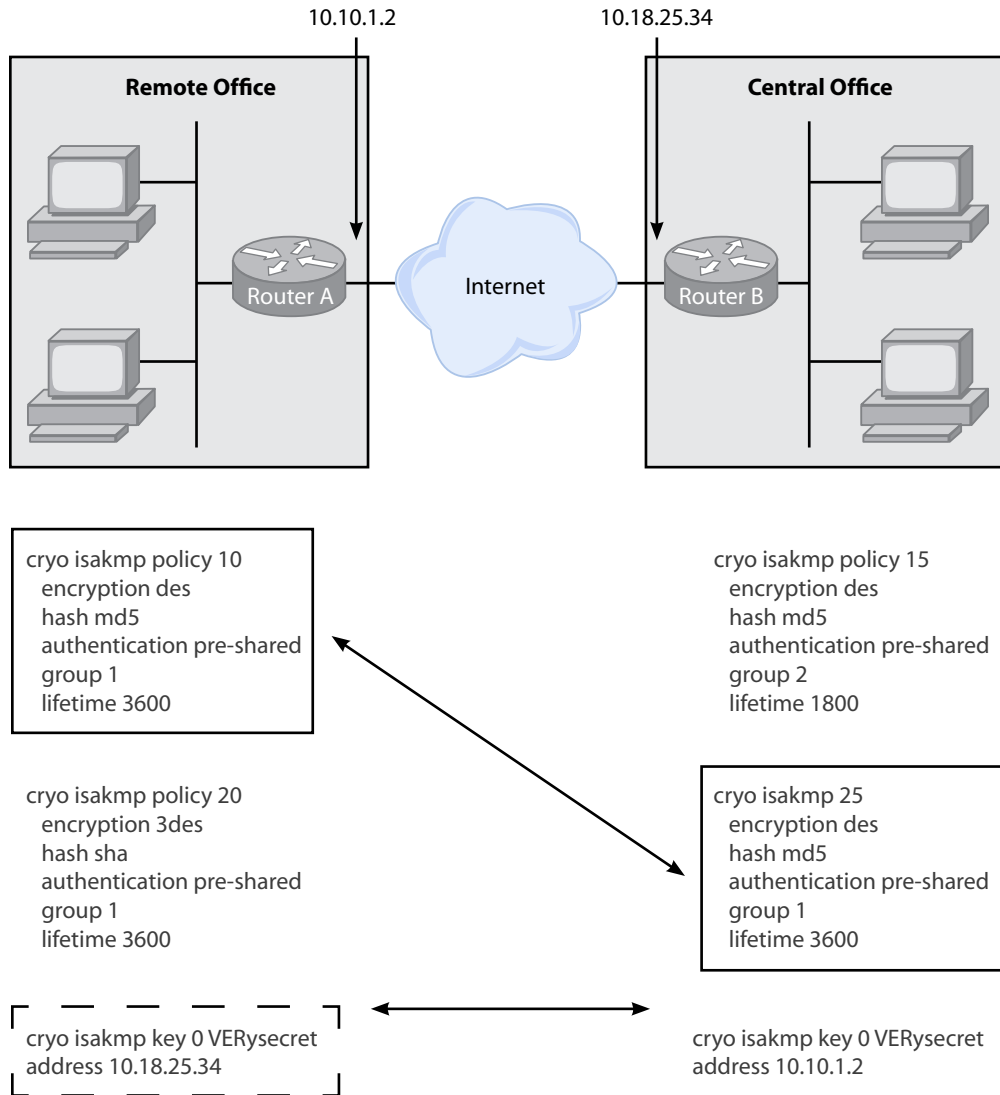 10.10.1.2
10.18.25.34
Remote Office
Central Office
Router A
Internet
Router B
cryo isakmp policy 10
encryption des
hash md5
authentication pre-shared
group 1
lifetime 3600
cryo isakmp policy 15
encryption des
hash md5
authentication pre-shared
group 2
lifetime 1800
cryo isakmp policy 20
encryption 3des
hash sha
authentication pre-shared
group 1
lifetime 3600
cryo isakmp 25
encryption des
hash md5
authentication pre-shared
group 1
lifetime 3600
cryo isakmp key 0 VERysecret
address 10.18.25.34
cryo isakmp key 0 VERysecret
address 10.10.1.2